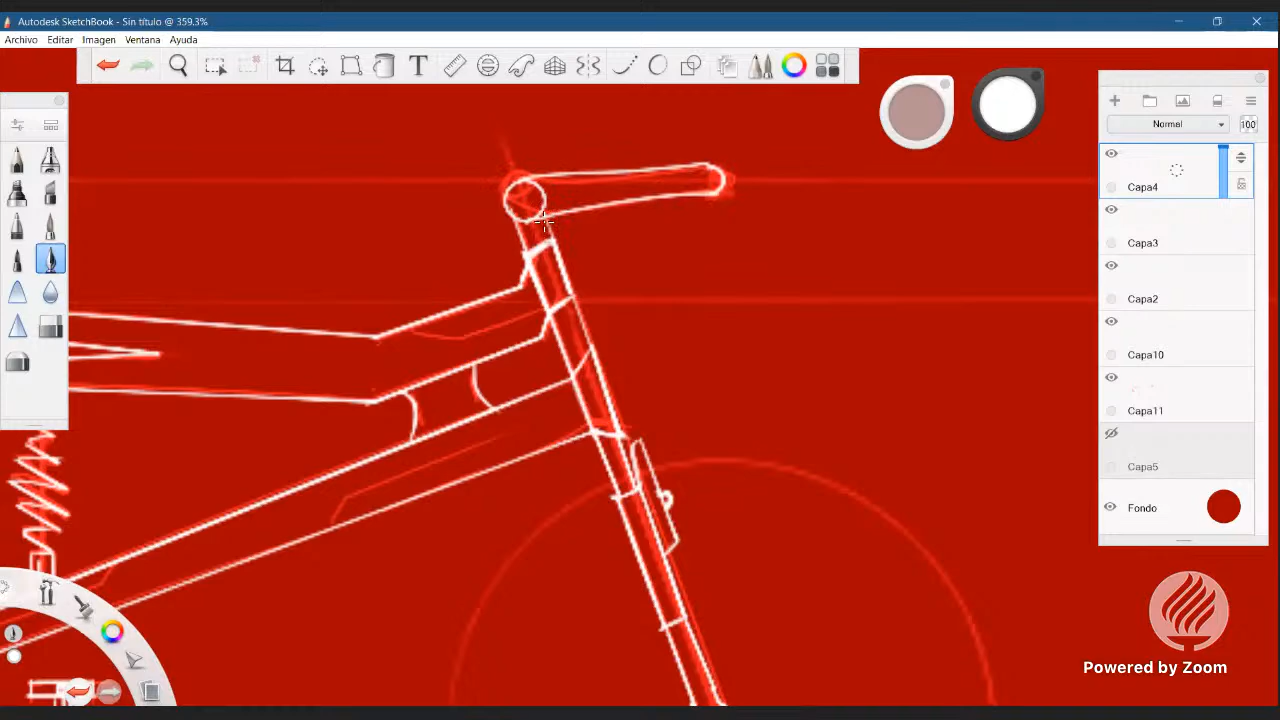 Autodesk SketchBook - Sin título @ 359.3%
Archivo Editar Imagen Ventana Ayuda
T
Normal
100
Capa4
Capa3
Capa2
Capa10
Capa11
Capa5
Fondo
Powered by Zoom